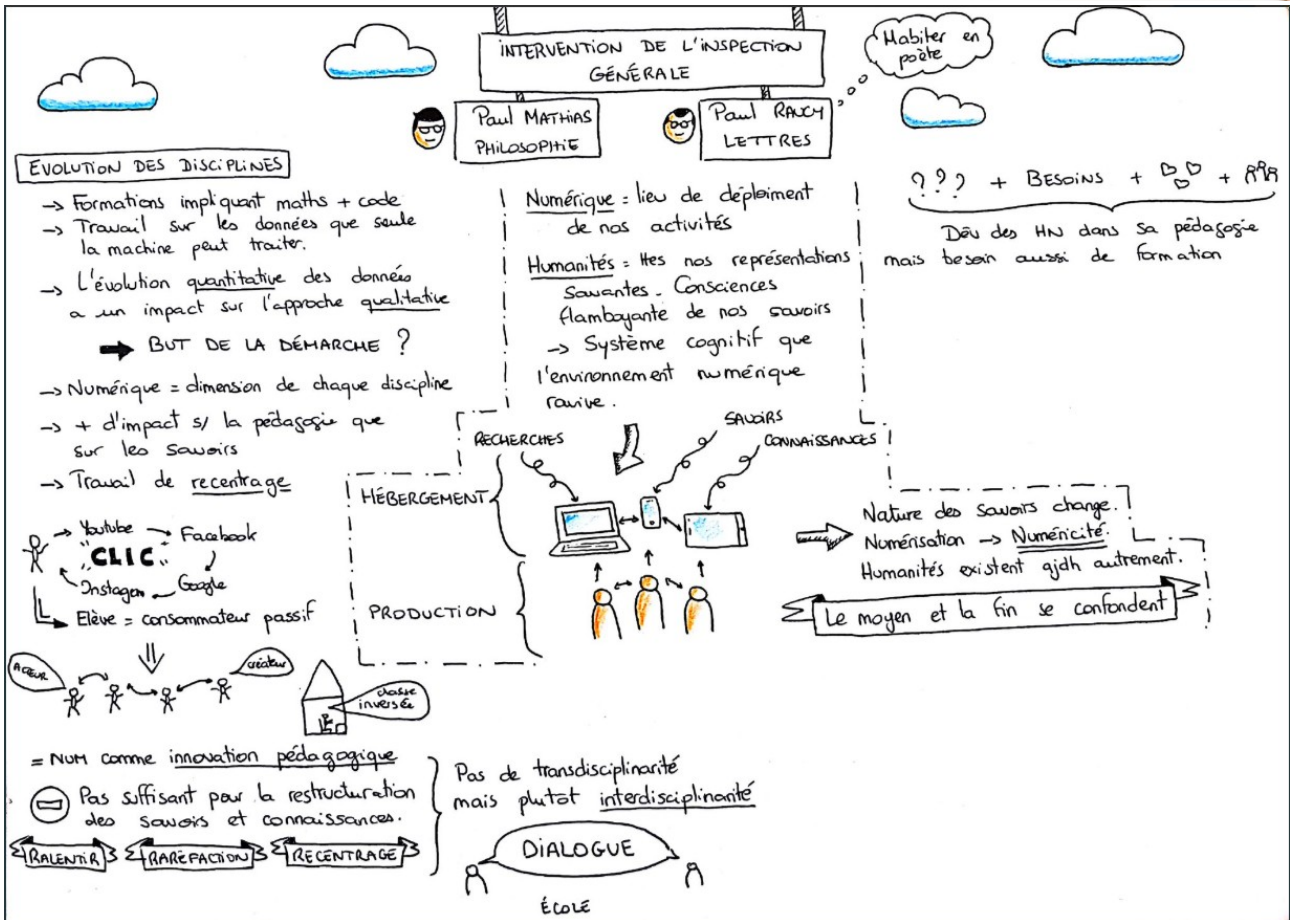 INTERVENTION DE L'INSPECTION
GÉNÉRALE
Habiter en
poète
Paul MATHIAS
PHILOSOPHIE
Paul RAUCY
LETTRES
EVOLUTION DES DISCIPLINES
-> Formations impliquant maths + code
-> Travail sur les données que seule
la machine peut traiter.
-> L'évolution quantitative des données
a un impact sur l'approche qualitative
BUT DE LA DÉMARCHE ?
-> Numérique = dimension de chaque discipline
-> + d'impact s/ la pédagogie que
sur les savoirs
-> Travail de recentrage
Youtube
Facebook
CLIC
Instagen
Google
Elève = consommateur passif
ACTEUR
créateur
classe
inversée
= NUM comme innovation pédagogique
Pas suffisant pour la restructuration
des savoirs et connaissances.
RALENTIR
RARÉFACTION
RECENTRAGE
Numérique = lieu de déploiment
de nos activités
Humanités = ttes nos représentations
savantes. Consciences
flamboyante de nos savoirs
-> Système cognitif que
l'environnement numérique
ravive.
RECHERCHES
SAVOIRS
CONNAISSANCES
HÉBERGEMENT
PRODUCTION
Pas de transdisciplinarité
mais plutôt interdisciplinarité
DIALOGUE
ÉCOLE
? ? ? + BESOINS + +
Dév des HN dans sa pédagogie
mais besoin aussi de formation
Nature des savoirs change.
Numérisation -> Numéricité.
Humanités existent ajdh autrement.
Le moyen et la fin se confondent